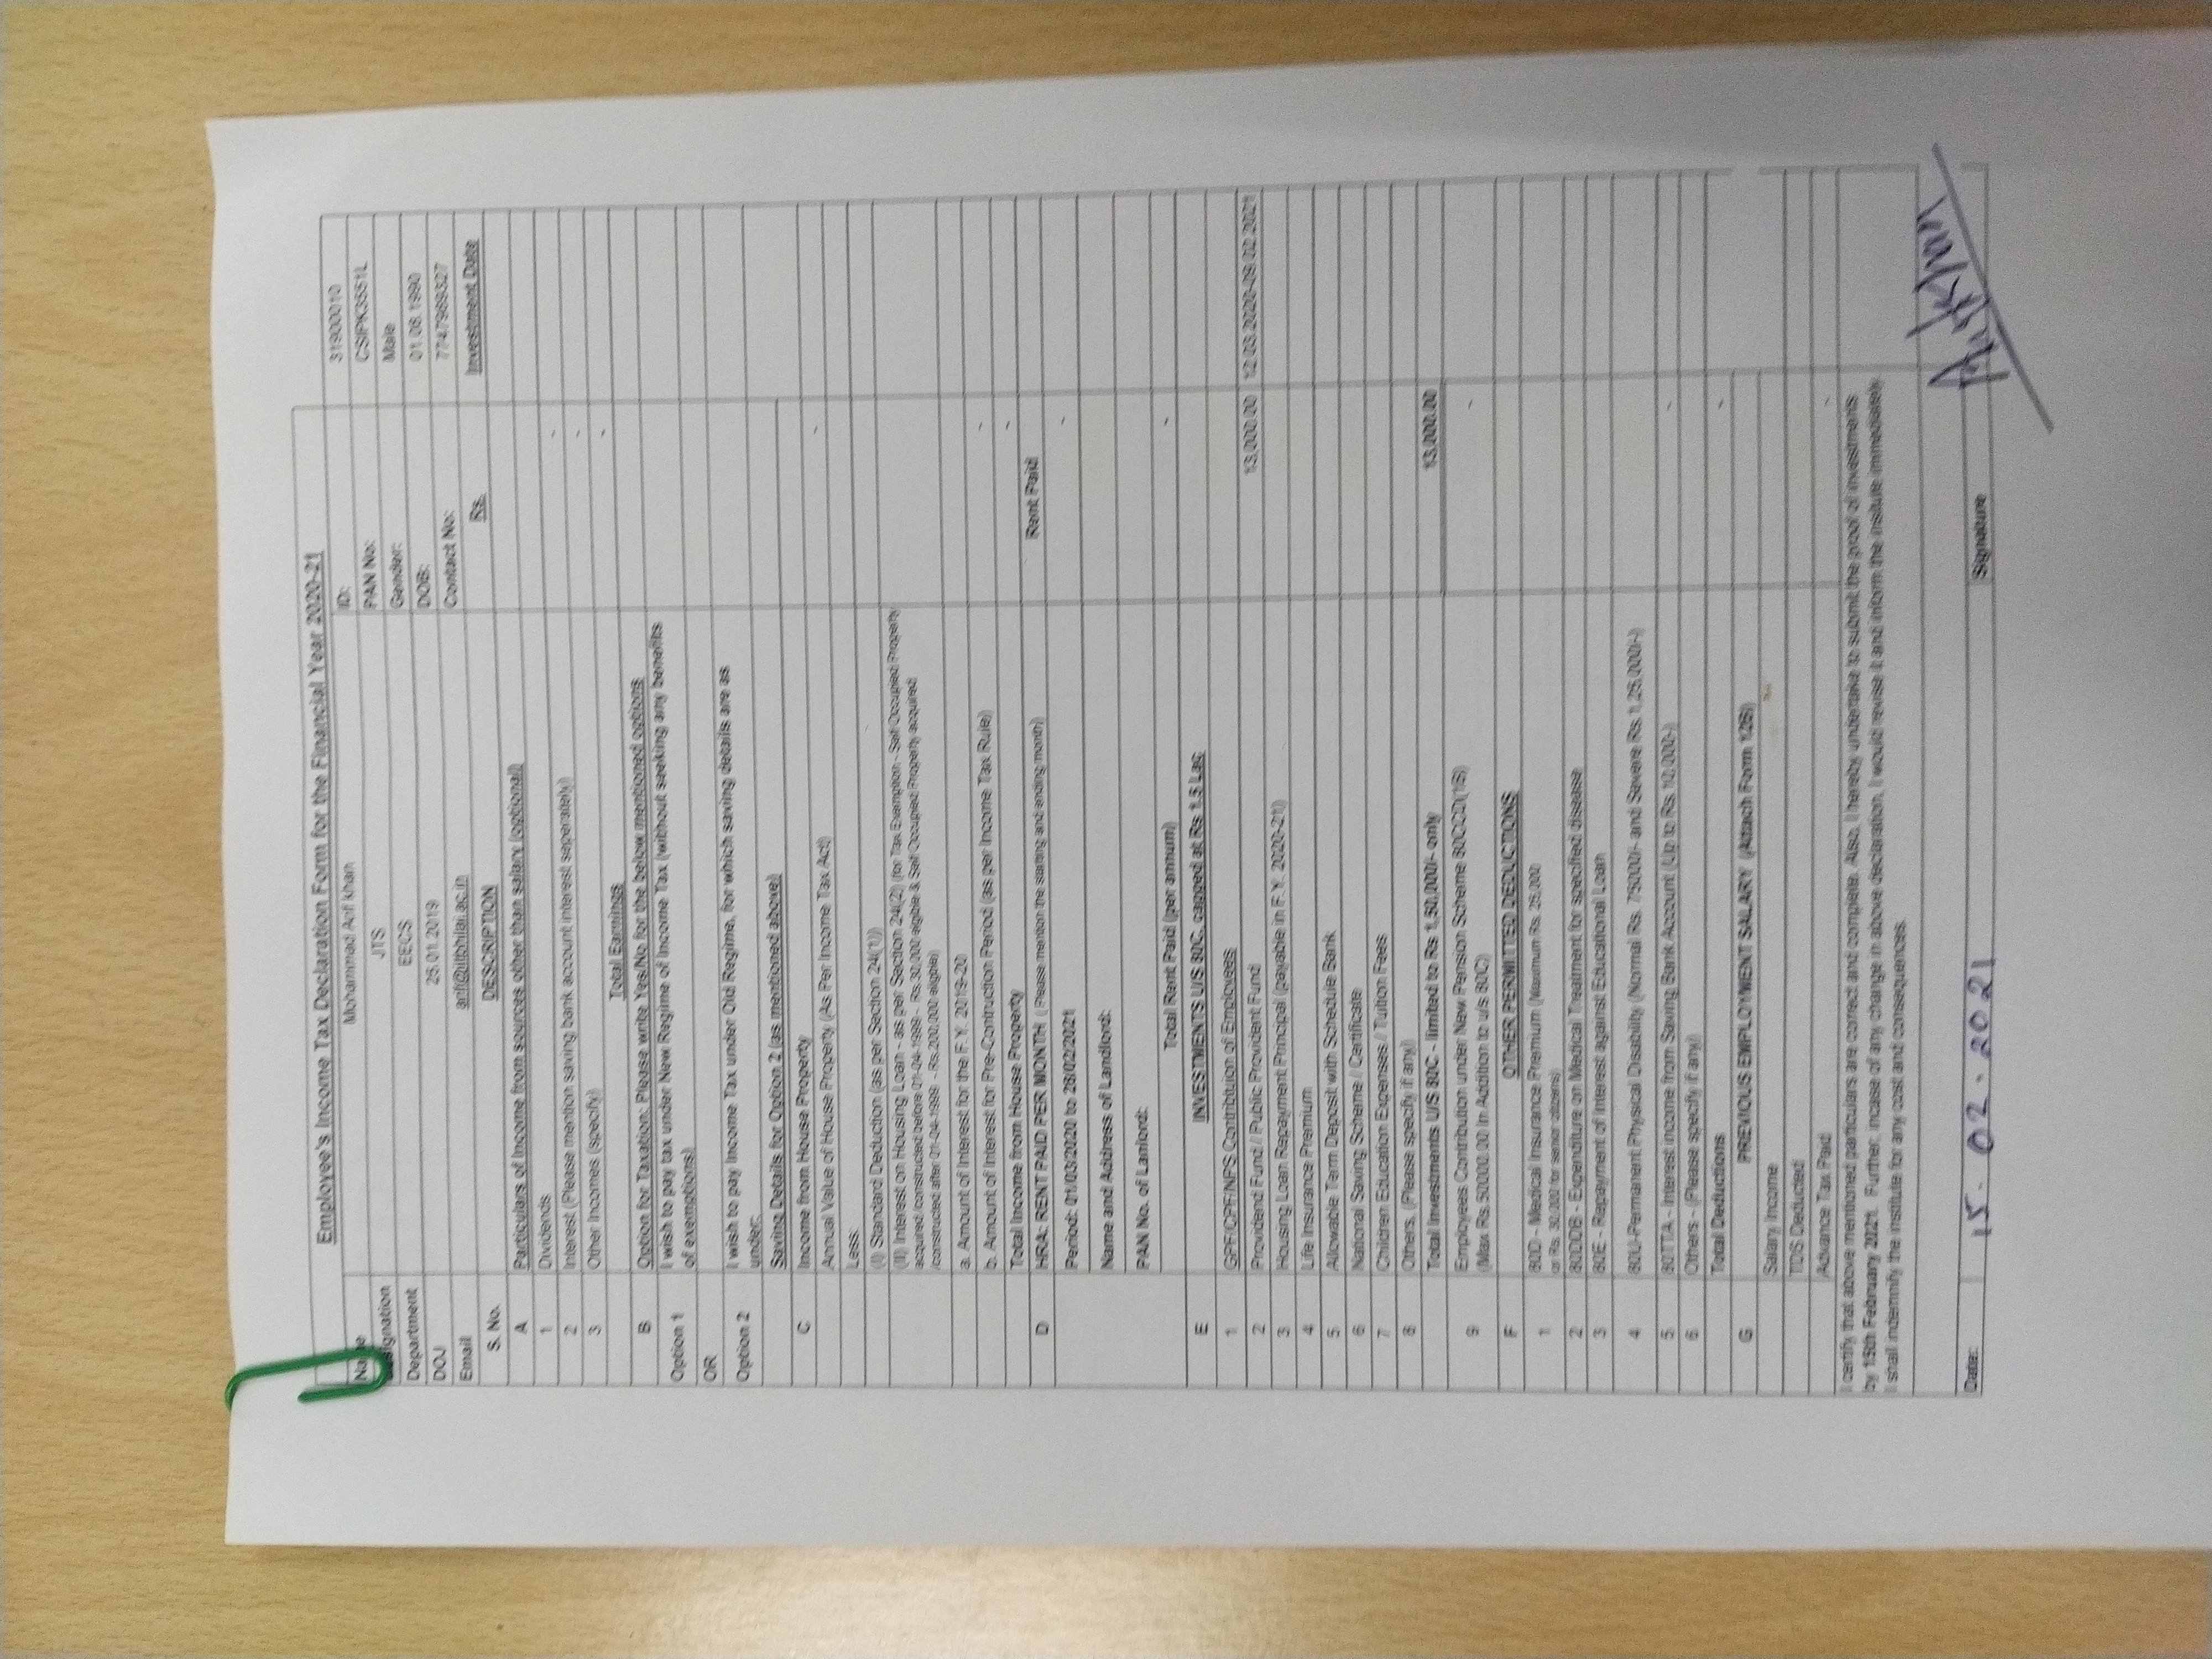 Employee's Income Tax Declaration Form for the Financial Year 2020-21
Name Mohammad Arif khan ID: 31900010
Designation JTS PAN No: CSIPK3551L
Department EECS Gender: Male
DOJ 25.01.2019 DOB: 01.06.1990
Email arif@iitbhilai.ac.in Contact No: 7747989327
S. No. DESCRIPTION Rs. Investment Date
A Particulars of Income from sources other than salary (optional)
1 Dividends -
2 Interest (Please mention saving bank account interest seperately) -
3 Other Incomes (specify) -
Total Earnings
B Option for Taxation: Please write Yes/No for the below mentioned options
Option 1 I wish to pay tax under New Regime of Income Tax (without seeking any benefits
of exemptions)
OR
Option 2 I wish to pay Income Tax under Old Regime, for which saving details are as
under:
Saving Details for Option 2 (as mentioned above)
C Income from House Property
Annual Value of House Property (As Per Income Tax Act) -
Less:
(I) Standard Deduction (as per Section 24(1))
(II) Interest on Housing Loan - as per Section 24(2) (for Tax Exemption - Self Occupied Property
acquired /constructed before 01-04-1999 - Rs.30,000 eligible & Self Occupied Property acquired
/constructed after 01-04-1999 - Rs.200,000 eligible)
a. Amount of Interest for the F.Y. 2019-20
b. Amount of Interest for Pre-Contruction Period (as per Income Tax Rule) -
Total Income from House Property -
D HRA: RENT PAID PER MONTH ( Please mention the starting and ending month) Rent Paid
Period: 01/03/2020 to 28/02/2021 -
Name and Address of Landlord:
PAN No. of Lanlord:
Total Rent Paid (per annum) -
E INVESTMENTS U/S 80C, capped at Rs 1.5 Lac
1 GPF/CPF/NPS Contribtuion of Employees
2 Providend Fund / Public Provident Fund 13,000.00 12.03.2020-09.02.2021
3 Housing Loan Repayment Principal (payable in F.Y. 2020-21)
4 Life Insurance Premium
5 Allowable Term Deposit with Schedule Bank
6 National Saving Scheme / Certificate
7 Children Education Expenses / Tuition Fees
8 Others, (Please specify if any)
Total Investments U/S 80C - limited to Rs 1,50,000/- only 13,000.00
9 Employees Contribution under New Pension Scheme 80CCD(1B)
(Max Rs.50000.00 In Addition to u/s 80C) -
F OTHER PERMITTED DEDUCTIONS
1 80D - Medical Insurance Premium (Maximum Rs. 25,000
or Rs. 30,000 for senior citizens)
2 80DDB - Expenditure on Medical Treatment for specified disease
3 80E - Repayment of Interest against Educational Loan
4 80U-Permanent Physical Disability (Normal Rs. 75000/- and Severe Rs.1,25,000/-)
5 80TTA - Interest income from Saving Bank Account (Up to Rs.10,000-) -
6 Others - (Please specify if any)
Total Deductions -
G PREVIOUS EMPLOYMENT SALARY (Attach Form 12B)
Salary Income
TDS Deducted
Advance Tax Paid -
I certify that above mentioned particulars are correct and complete. Also, I hereby undertake to submit the proof of investments
by 15th February 2021. Further, incase of any change in above declaration, I would revise it and inform the insitute immediately.
I shall indemnify the institute for any cost and consequences.
Date: 15.02.2021 Signature Arifkhan